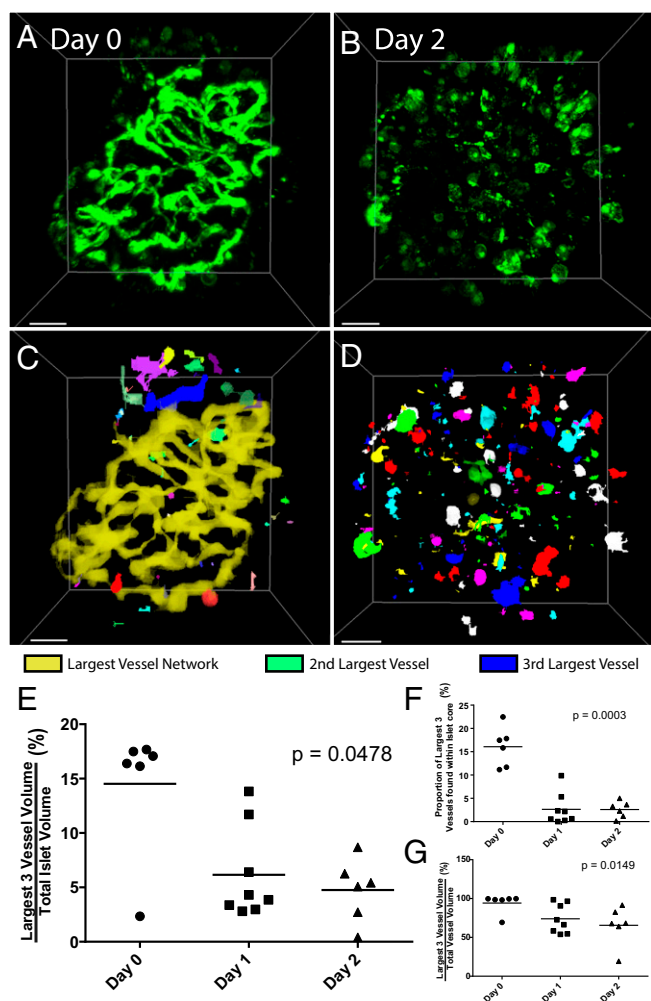 A Day 0
B Day 2
C
D
Largest Vessel Network
2nd Largest Vessel
3rd Largest Vessel
E
Largest 3 Vessel Volume
Total Islet Volume
(%)
20
15
10
5
0
p = 0.0478
Day 0
Day 1
Day 2
F
Proportion of Largest 3
Vessels found within Islet core
(%)
25
20
15
10
5
0
p = 0.0003
Day 0
Day 1
Day 2
G
Largest 3 Vessel Volume
Total Vessel Volume
(%)
150
100
50
0
p = 0.0149
Day 0
Day 1
Day 2